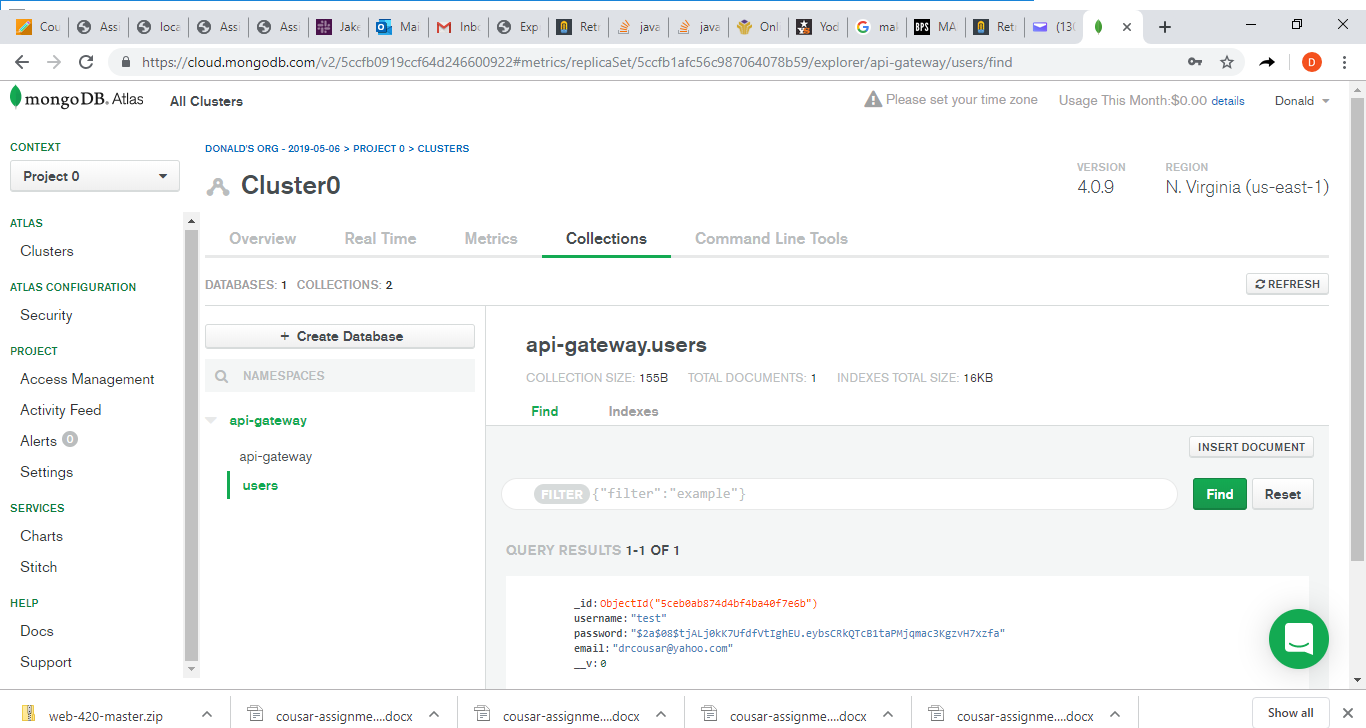 Cou
Assi
loca
Assi
Assi
Jake
Mai
Inbo
Exp
Retr
java
java
Onli
Yod
mak
MA
Retr
(130
https://cloud.mongodb.com/v2/5ccfb0919ccf64d246600922#metrics/replicaSet/5ccfb1afc56c987064078b59/explorer/api-gateway/users/find
D
mongoDB. Atlas
All Clusters
Please set your time zone
Usage This Month:$0.00 details
Donald
CONTEXT
Project 0
ATLAS
Clusters
ATLAS CONFIGURATION
Security
PROJECT
Access Management
Activity Feed
Alerts 0
Settings
SERVICES
Charts
Stitch
HELP
Docs
Support
DONALD'S ORG - 2019-05-06 > PROJECT 0 > CLUSTERS
Cluster0
VERSION
4.0.9
REGION
N. Virginia (us-east-1)
Overview
Real Time
Metrics
Collections
Command Line Tools
DATABASES: 1 COLLECTIONS: 2
REFRESH
+ Create Database
NAMESPACES
api-gateway
api-gateway
users
api-gateway.users
COLLECTION SIZE: 155B TOTAL DOCUMENTS: 1 INDEXES TOTAL SIZE: 16KB
Find
Indexes
INSERT DOCUMENT
FILTER {"filter":"example"}
Find
Reset
QUERY RESULTS 1-1 OF 1
_id:ObjectId("5ceb0ab874d4bf4ba40f7e6b")
username:"test"
password:"$2a$08$tjALj0kK7UfdfVtIghEU.eybsCRkQTcB1taPMjqmac3KgzvH7xzfa"
email:"drcousar@yahoo.com"
__v:0
web-420-master.zip
cousar-assignme....docx
cousar-assignme....docx
cousar-assignme....docx
cousar-assignme....docx
Show all